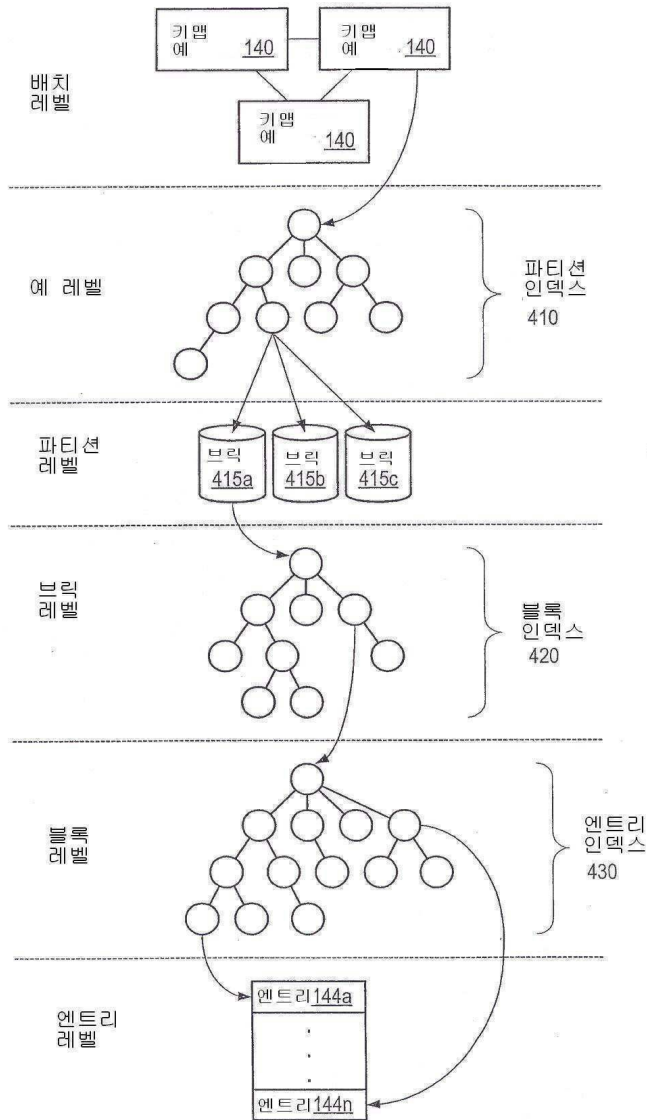 키맵
예 140
키맵
예 140
키맵
예 140
배치
레벨
예 레벨
파티션
인덱스
410
파티션
레벨
브릭
415a
브릭
415b
브릭
415c
브릭
레벨
블록
인덱스
420
블록
레벨
엔트리
인덱스
430
엔트리
레벨
엔트리144a
엔트리144n